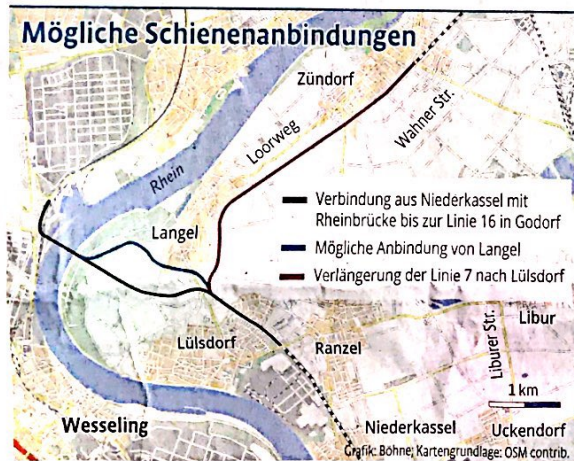 Mögliche Schienenanbindungen
Zündorf
Wahner Str.
Loorweg
Rhein
Verbindung aus Niederkassel mit
Rheinbrücke bis zur Linie 16 in Godorf
Langel
Mögliche Anbindung von Langel
Verlängerung der Linie 7 nach Lülsdorf
Lülsdorf
Ranzel
Libur
Liburer Str.
1 km
Wesseling
Niederkassel
Uckendorf
Grafik: Böhne; Kartengrundlage: OSM contrib.